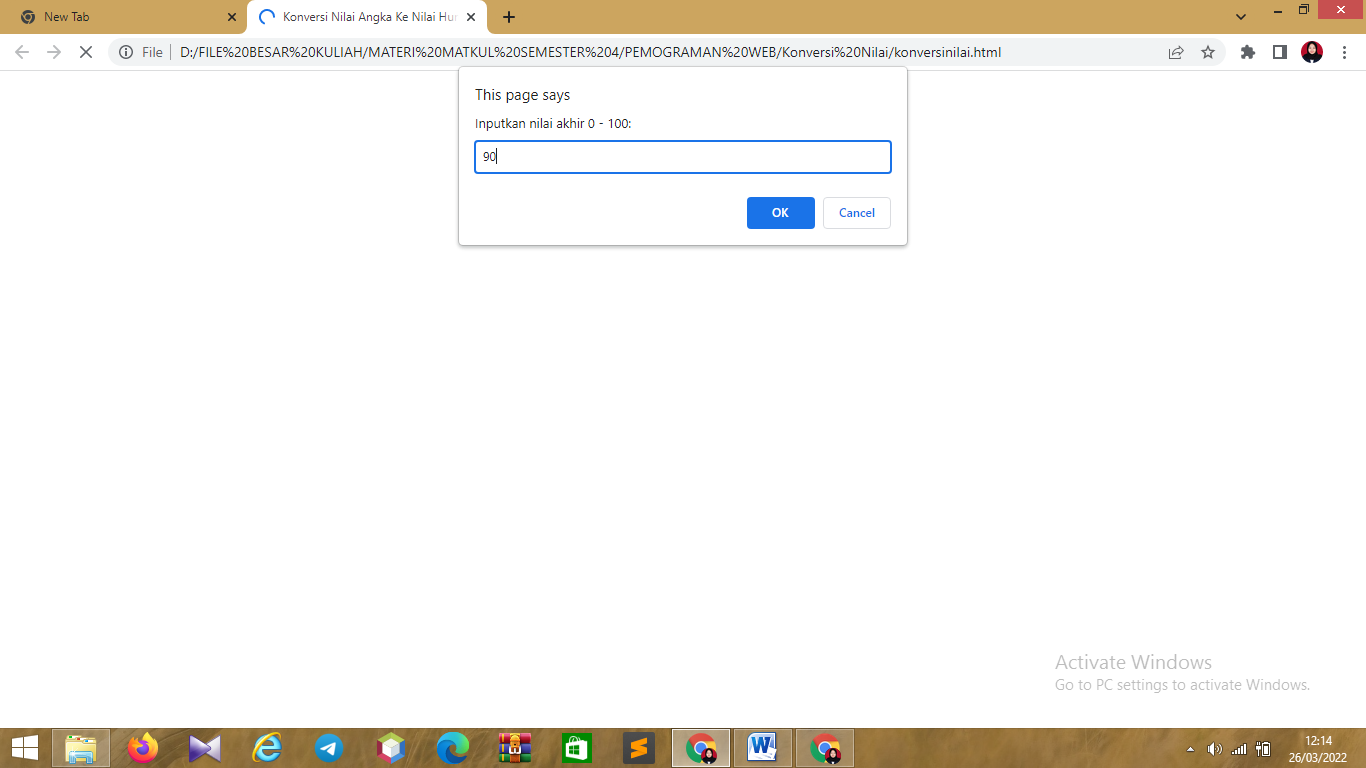 New Tab
Konversi Nilai Angka Ke Nilai Hu
File
D:/FILE%20BESAR%20KULIAH/MATERI%20MATKUL%20SEMESTER%204/PEMOGRAMAN%20WEB/Konversi%20Nilai/konversinilai.html
This page says
Inputkan nilai akhir 0 - 100:
90
OK
Cancel
Activate Windows
Go to PC settings to activate Windows.
12:14
26/03/2022